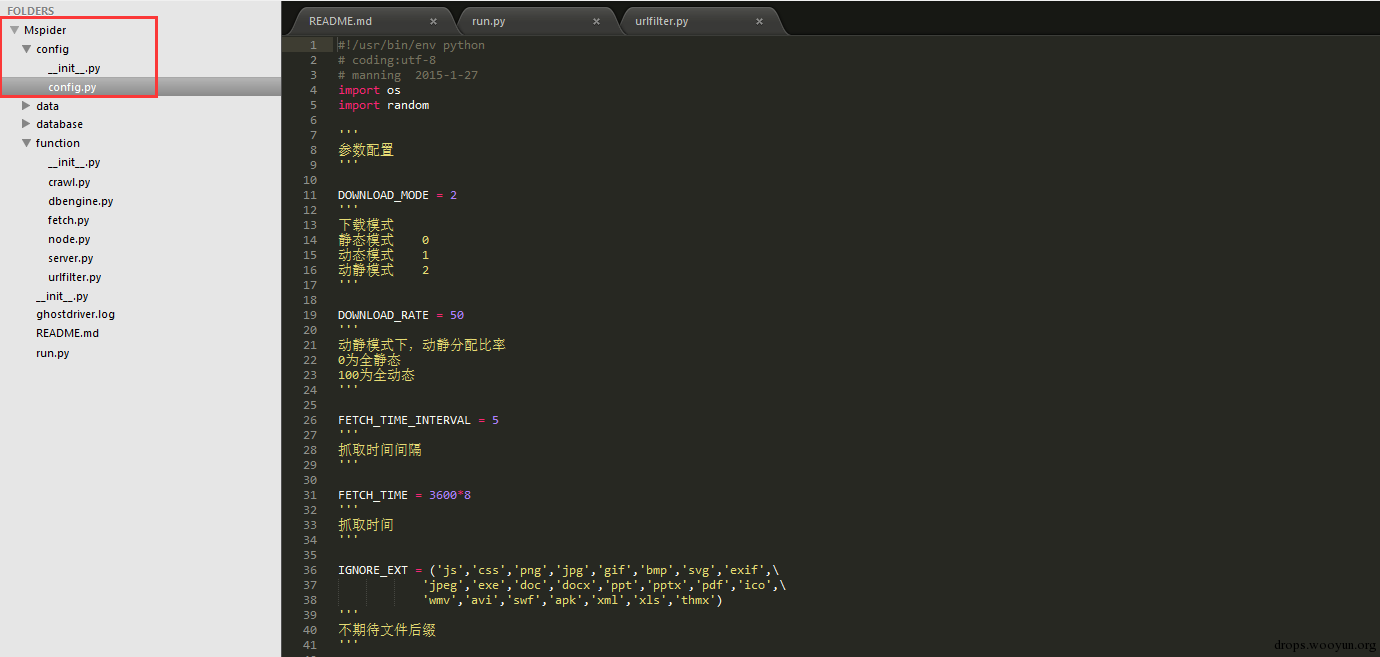 FOLDERS
Mspider
config
__init__.py
config.py
data
database
function
__init__.py
crawl.py
dbengine.py
fetch.py
node.py
server.py
urlfilter.py
__init__.py
ghostdriver.log
README.md
run.py
README.md × run.py × urlfilter.py ×
1 #!/usr/bin/env python
2 # coding:utf-8
3 # manning  2015-1-27
4 import os
5 import random
6
7 '''
8 参数配置
9 '''
10
11 DOWNLOAD_MODE = 2
12 '''
13 下载模式
14 静态模式    0
15 动态模式    1
16 动静模式    2
17 '''
18
19 DOWNLOAD_RATE = 50
20 '''
21 动静模式下，动静分配比率
22 0为全静态
23 100为全动态
24 '''
25
26 FETCH_TIME_INTERVAL = 5
27 '''
28 抓取时间间隔
29 '''
30
31 FETCH_TIME = 3600*8
32 '''
33 抓取时间
34 '''
35
36 IGNORE_EXT = ('js','css','png','jpg','gif','bmp','svg','exif',\
37             'jpeg','exe','doc','docx','ppt','pptx','pdf','ico',\
38             'wmv','avi','swf','apk','xml','xls','thmx')
39 '''
40 不期待文件后缀
41 '''
drops.wooyun.org